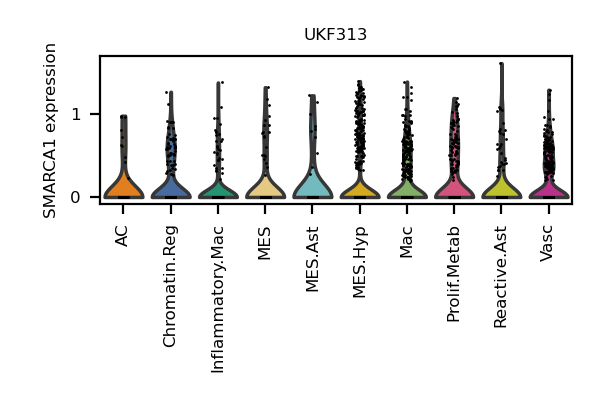 UKF313
SMARCA1 expression
1
0
AC
Chromatin.Reg
Inflammatory.Mac
MES
MES.Ast
MES.Hyp
Mac
Prolif.Metab
Reactive.Ast
Vasc